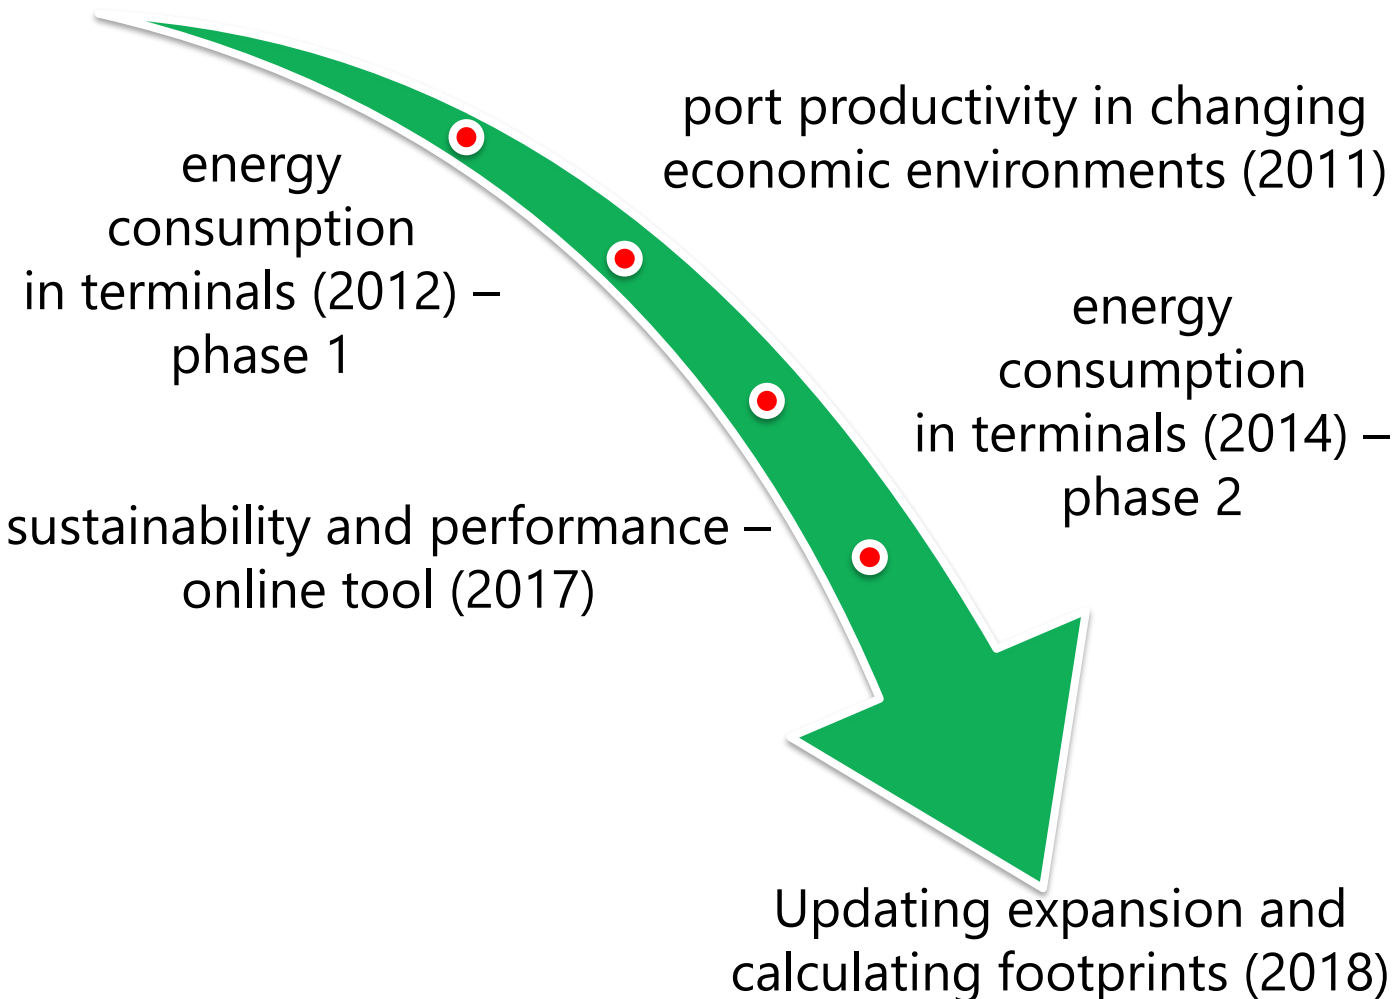 port productivity in changing
economic environments (2011)
energy
consumption
in terminals (2012) –
phase 1
energy
consumption
in terminals (2014) –
phase 2
sustainability and performance –
online tool (2017)
Updating expansion and
calculating footprints (2018)